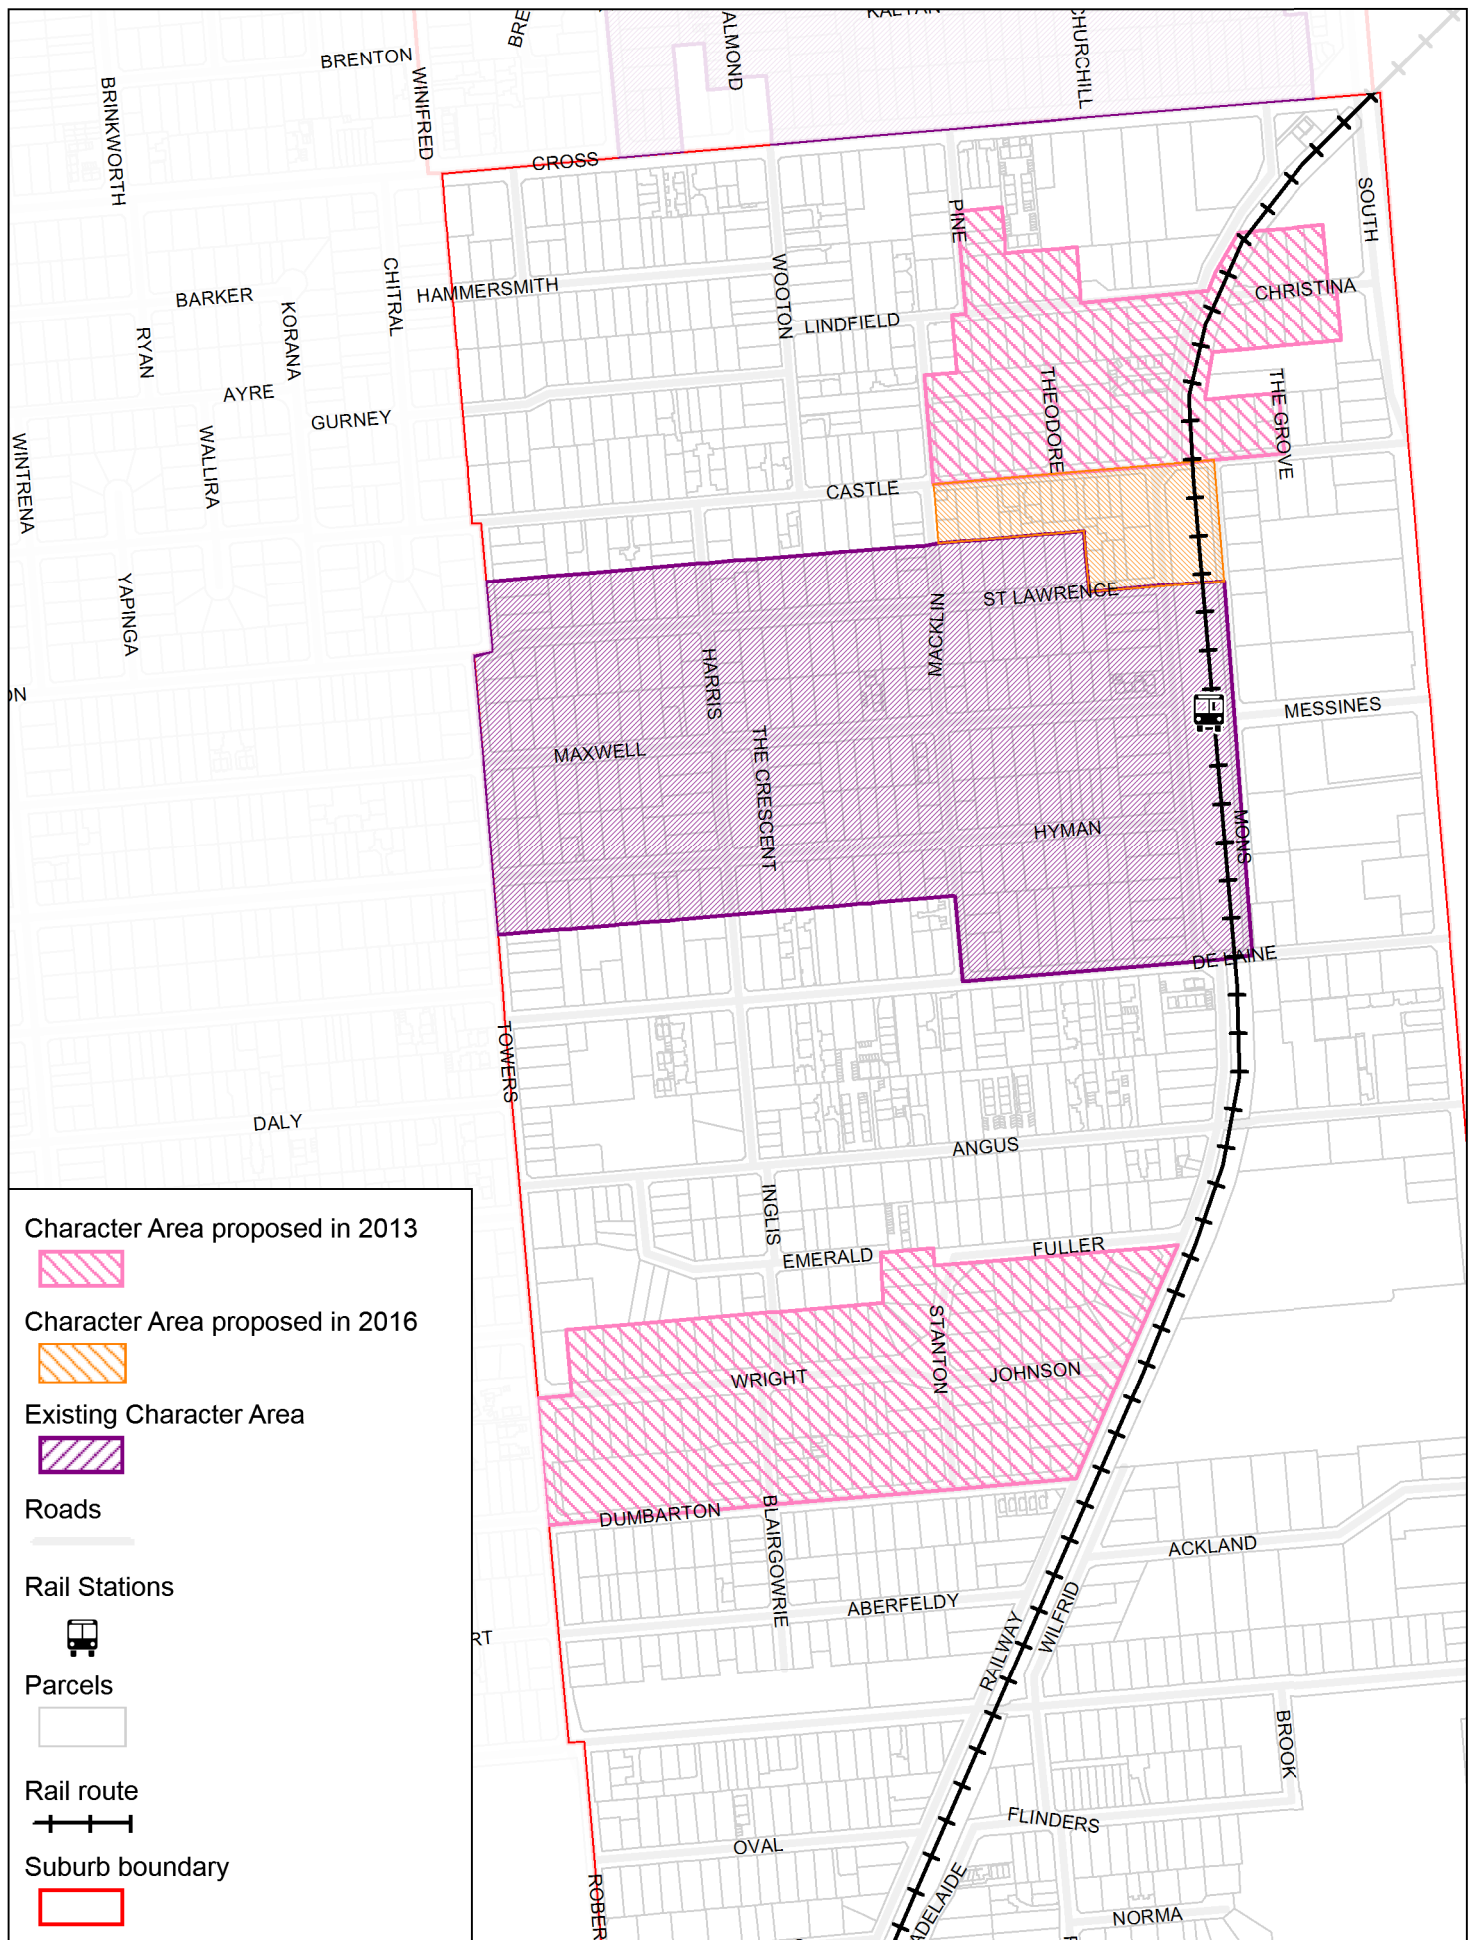 KALYAN
BRE
ALMOND
CHURCHILL
BRENTON
WINIFRED
BRINKWORTH
CROSS
PINE
SOUTH
WOOTON
CHITRAL
HAMMERSMITH
BARKER
KORANA
CHRISTINA
LINDFIELD
RYAN
AYRE
GURNEY
THEODORE
THE GROVE
WALLIRA
WINTRENA
CASTLE
YAPINGA
ST LAWRENCE
MACKLIN
HARRIS
ON
MESSINES
MAXWELL
THE CRESCENT
HYMAN
MONS
DE LAINE
TOWERS
DALY
ANGUS
INGLIS
EMERALD
FULLER
STANTON
WRIGHT
JOHNSON
DUMBARTON
BLAIRGOWRIE
ACKLAND
ABERFELDY
RAILWAY
WILFRID
RT
BROOK
FLINDERS
OVAL
ROBER
ADELAIDE
NORMA
Character Area proposed in 2013
Character Area proposed in 2016
Existing Character Area
Roads
Rail Stations
Parcels
Rail route
Suburb boundary